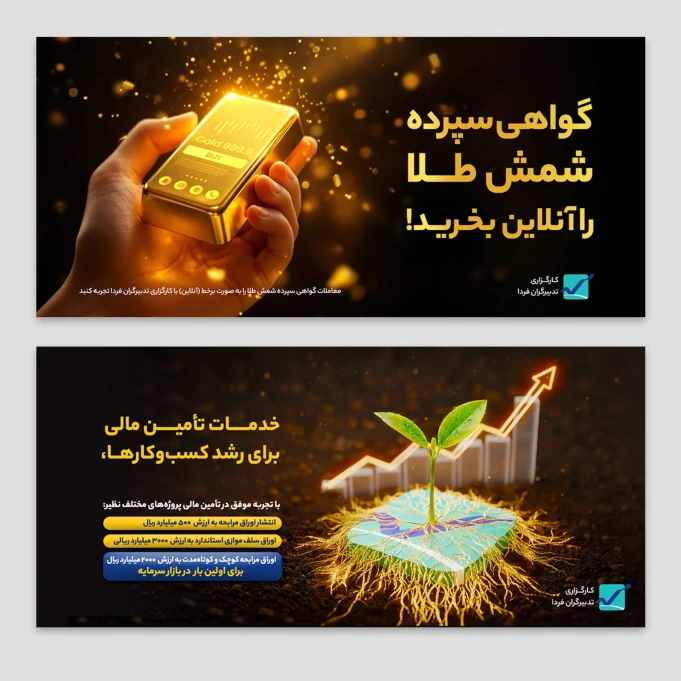 گواهی سپرده
شمش طلا
را آنلاین بخرید!
Gold 999.9
BUY
کارگزاری
تدبیرگران فردا
معاملات گواهی سپرده شمش طلا را به صورت برخط (آنلاین) با کارگزاری تدبیرگران فردا تجربه کنید
خدمات تأمین مالی
برای رشد کسب‌وکارها،
با تجربه موفق در تأمین مالی پروژه‌های مختلف نظیر:
انتشار اوراق مرابحه به ارزش ۵۰۰ میلیارد ریال
اوراق سلف موازی استاندارد به ارزش ۳۰۰۰ میلیارد ریالی
اوراق مرابحه کوچک و کوتاه‌مدت به ارزش ۲۰۰۰ میلیارد ریال
برای اولین بار در بازار سرمایه
کارگزاری
تدبیرگران فردا